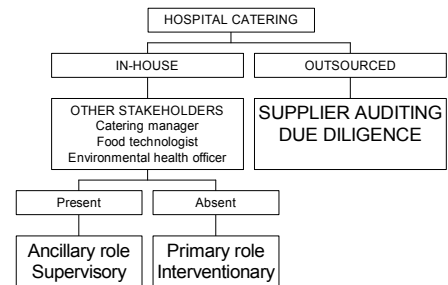 HOSPITAL CATERING
IN-HOUSE
OUTSOURCED
OTHER STAKEHOLDERS
Catering manager
Food technologist
Environmental health officer
SUPPLIER AUDITING
DUE DILIGENCE
Present
Absent
Ancillary role
Supervisory
Primary role
Interventionary